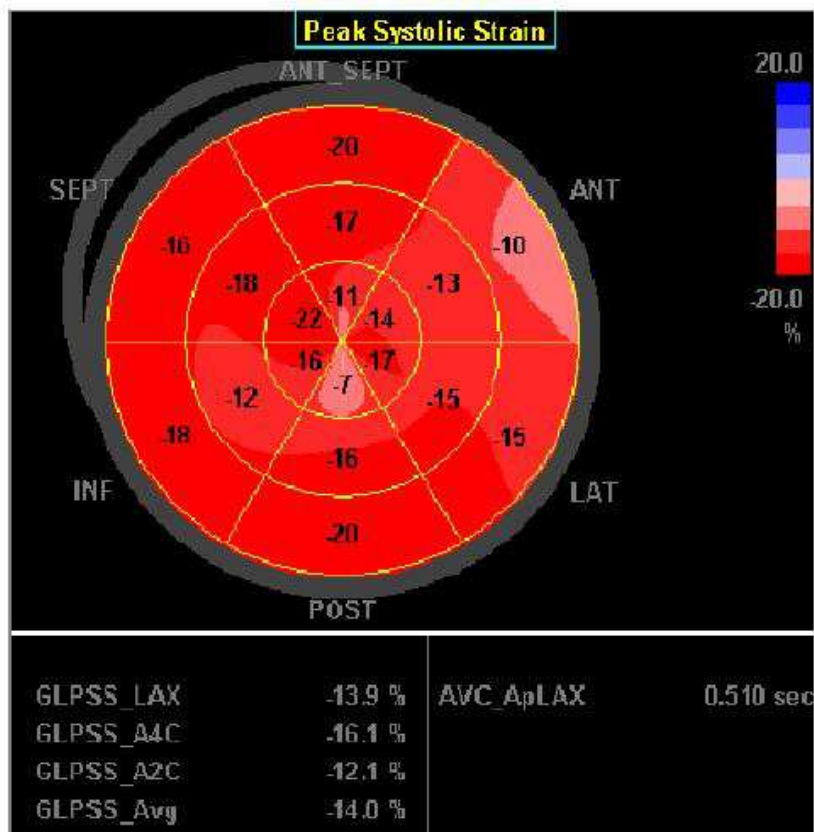 Peak Systolic Strain
ANT_SEPT
20.0
-20
SEPT
ANT
-17
-16
-10
-18
-13
-11
-20.0
-22
-14
%
-16
-17
-7
-12
-15
-18
-15
-16
INF
LAT
-20
POST
GLPSS_LAX -13.9 %
AVC_ApLAX 0.510 sec
GLPSS_A4C -16.1 %
GLPSS_A2C -12.1 %
GLPSS_Avg -14.0 %